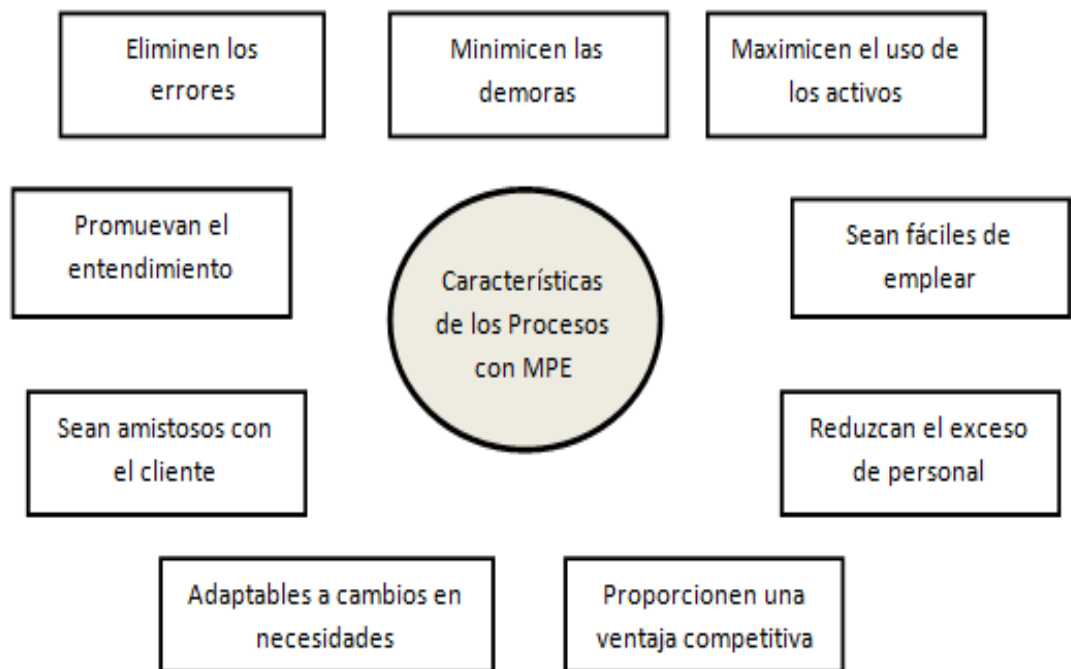 Eliminen los
errores
Minimicen las
demoras
Maximicen el uso de
los activos
Promuevan el
entendimiento
Características
de los Procesos
con MPE
Sean fáciles de
emplear
Sean amistosos con
el cliente
Reduzcan el exceso
de personal
Adaptables a cambios en
necesidades
Proporcionen una
ventaja competitiva